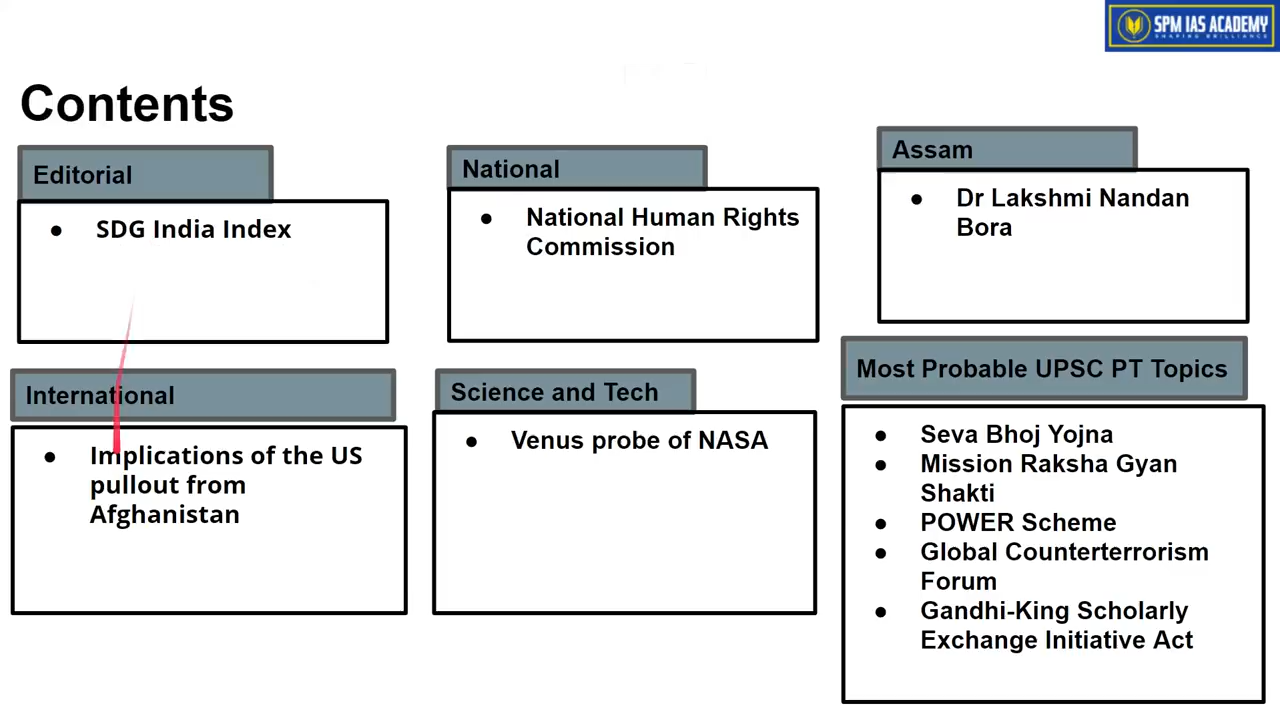 SPM IAS ACADEMY
SHAPING BRILLIANCE
Contents
Editorial
● SDG India Index
National
● National Human Rights
Commission
Assam
● Dr Lakshmi Nandan
Bora
International
● Implications of the US
pullout from
Afghanistan
Science and Tech
● Venus probe of NASA
Most Probable UPSC PT Topics
● Seva Bhoj Yojna
● Mission Raksha Gyan
Shakti
● POWER Scheme
● Global Counterterrorism
Forum
● Gandhi-King Scholarly
Exchange Initiative Act